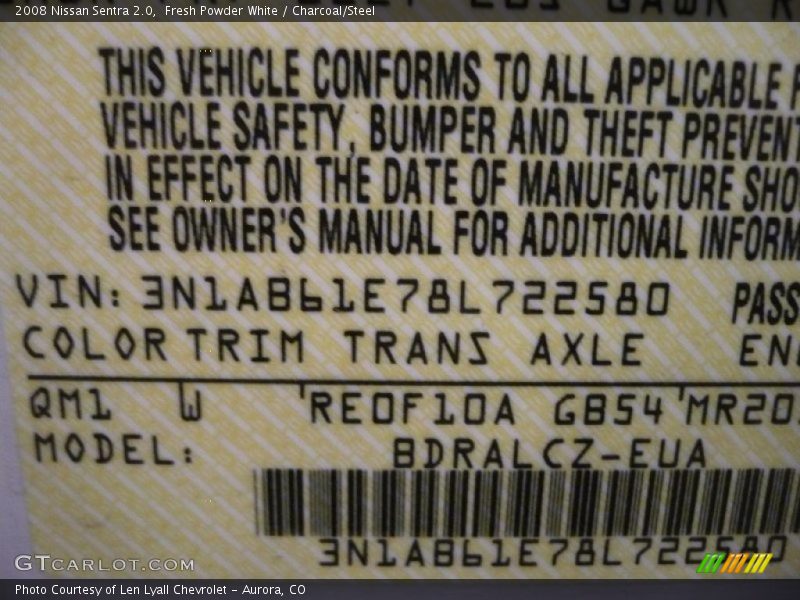 2008 Nissan Sentra 2.0,  Fresh Powder White / Charcoal/Steel
THIS VEHICLE CONFORMS TO ALL APPLICABLE
VEHICLE SAFETY, BUMPER AND THEFT PREVENT
IN EFFECT ON THE DATE OF MANUFACTURE SHO
SEE OWNER'S MANUAL FOR ADDITIONAL INFORM
VIN: 3N1AB61E78L722580 PASS
COLOR TRIM TRANS AXLE EN
QM1 W RE0F10A GB54 MR20
MODEL: BDRALCZ-EUA
3N1AB61E78L722580
GTCARLOT.COM
Photo Courtesy of Len Lyall Chevrolet - Aurora, CO